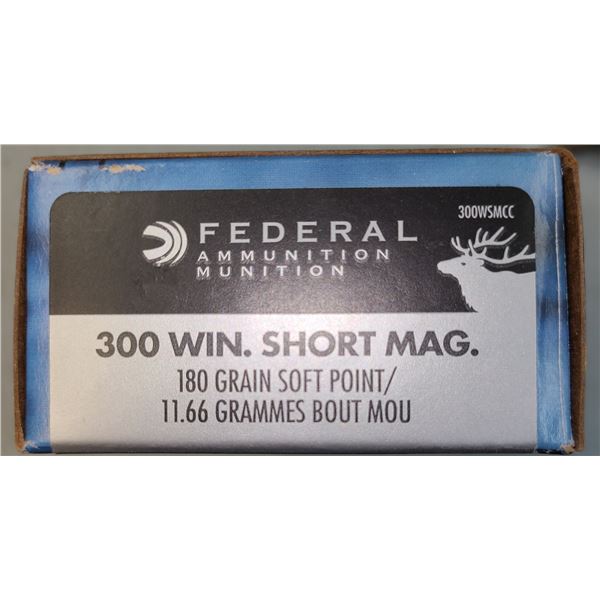 300WSMCC
FEDERAL
AMMUNITION
MUNITION
300 WIN. SHORT MAG.
180 GRAIN SOFT POINT/
11.66 GRAMMES BOUT MOU